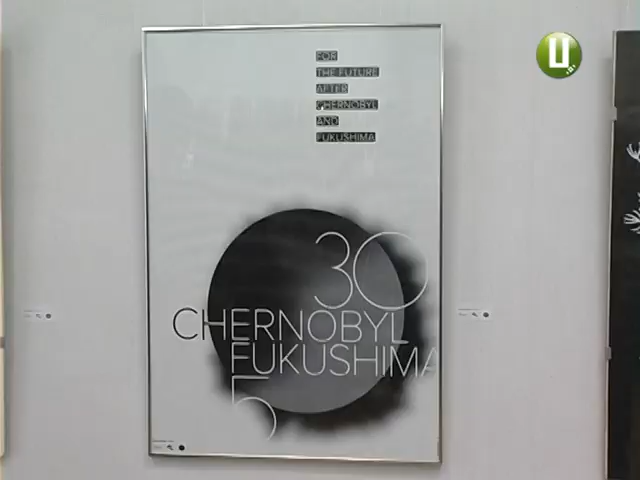 FOR
THE FUTURE
AFTER
CHERNOBYL
AND
FUKUSHIMA
30
CHERNOBYL
FUKUSHIMA
5